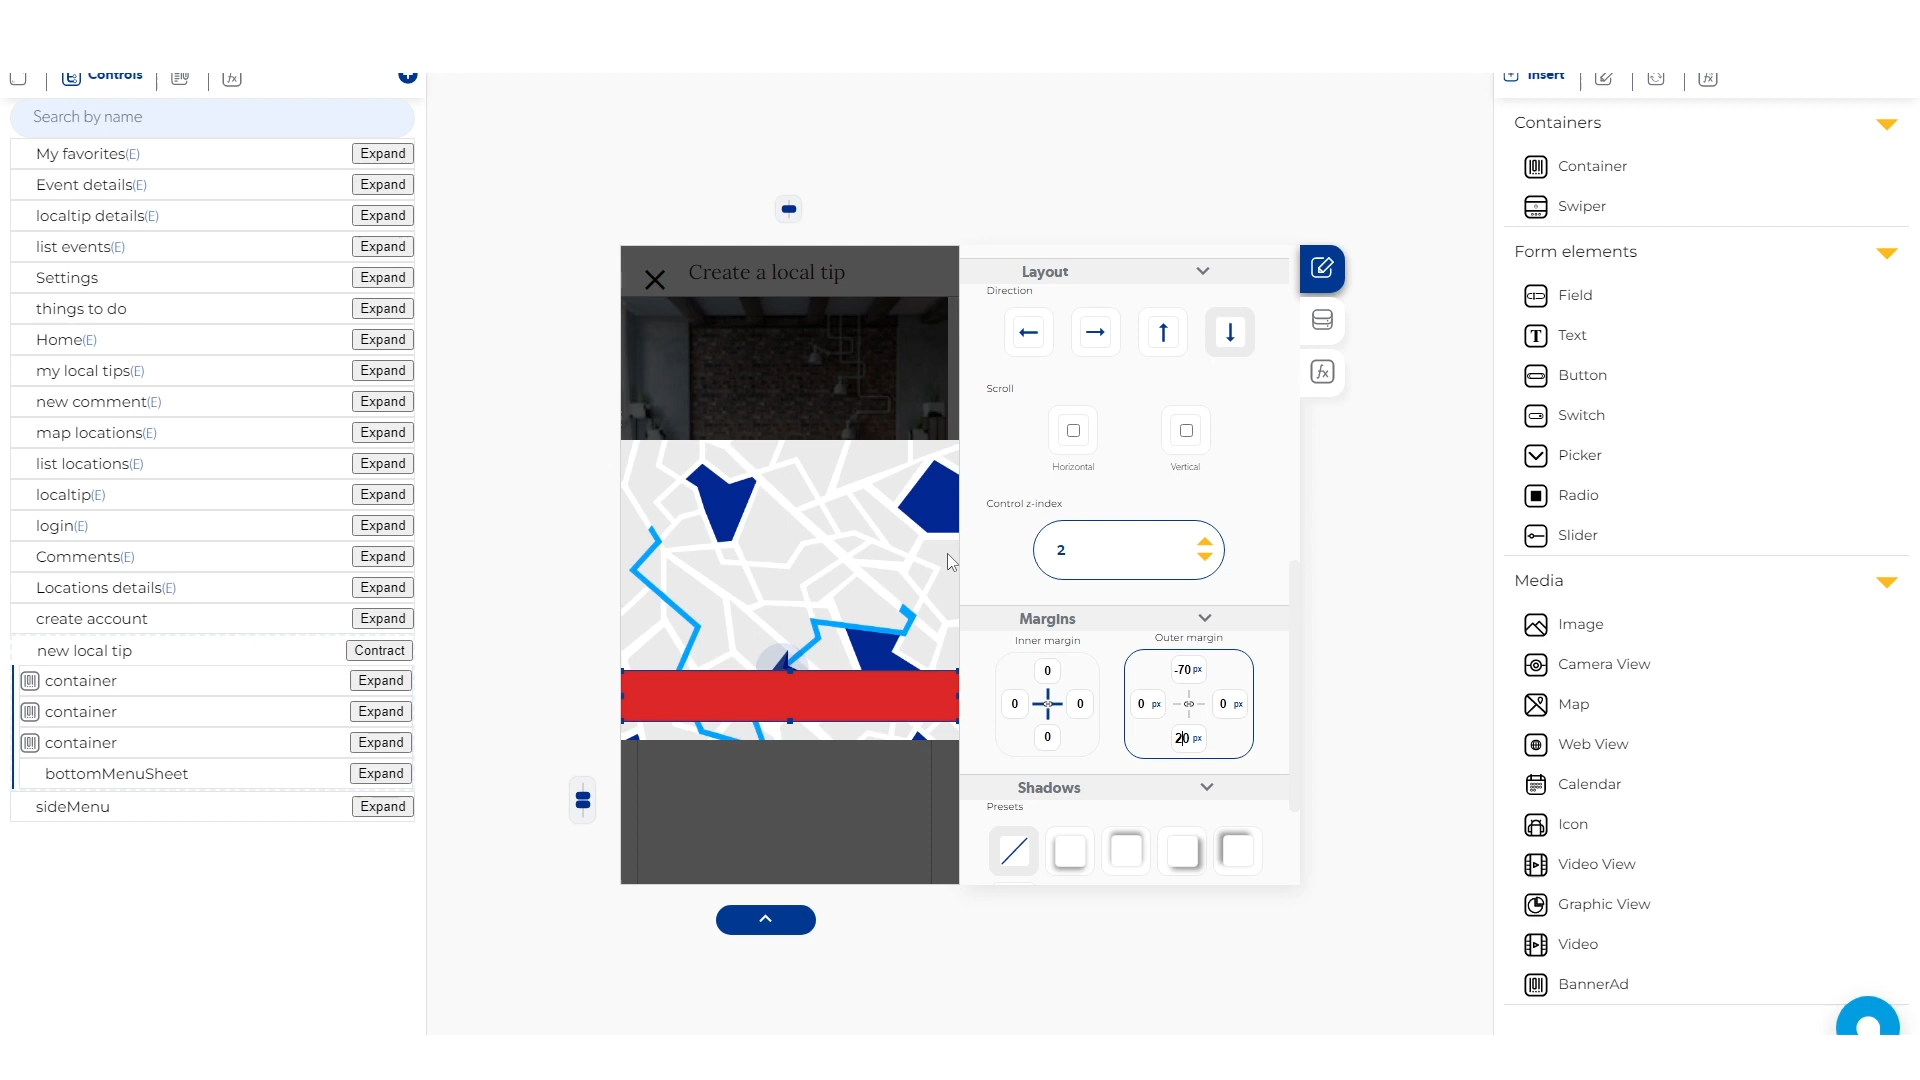 Controls
Search by name
My favorites(E) Expand
Event details(E) Expand
localtip details(E) Expand
list events(E) Expand
Settings Expand
things to do Expand
Home(E) Expand
my local tips(E) Expand
new comment(E) Expand
map locations(E) Expand
list locations(E) Expand
localtip(E) Expand
login(E) Expand
Comments(E) Expand
Locations details(E) Expand
create account Expand
new local tip Contract
container Expand
container Expand
container Expand
bottomMenuSheet Expand
sideMenu Expand
Create a local tip
Layout
Direction
Scroll
Horizontal Vertical
Control z-index
2
Margins
Inner margin Outer margin
0 -70 px
0 0 0 px 0 px
0 20 px
Shadows
Presets
fx
Insert
Containers
Container
Swiper
Form elements
Field
Text
Button
Switch
Picker
Radio
Slider
Media
Image
Camera View
Map
Web View
Calendar
Icon
Video View
Graphic View
Video
BannerAd